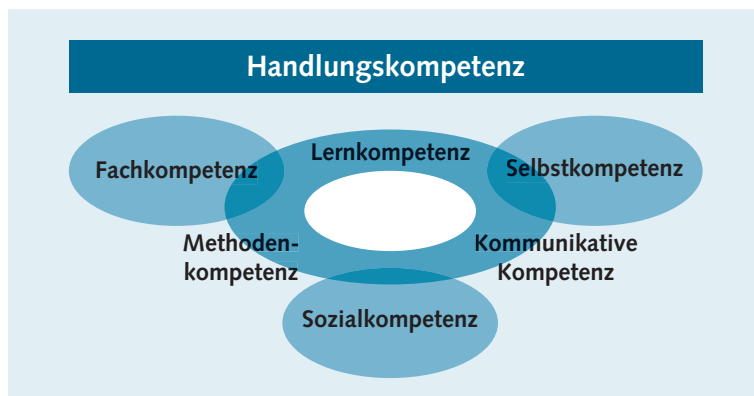 Handlungskompetenz
Lernkompetenz
Fachkompetenz
Selbstkompetenz
Methoden-
kompetenz
Kommunikative
Kompetenz
Sozialkompetenz